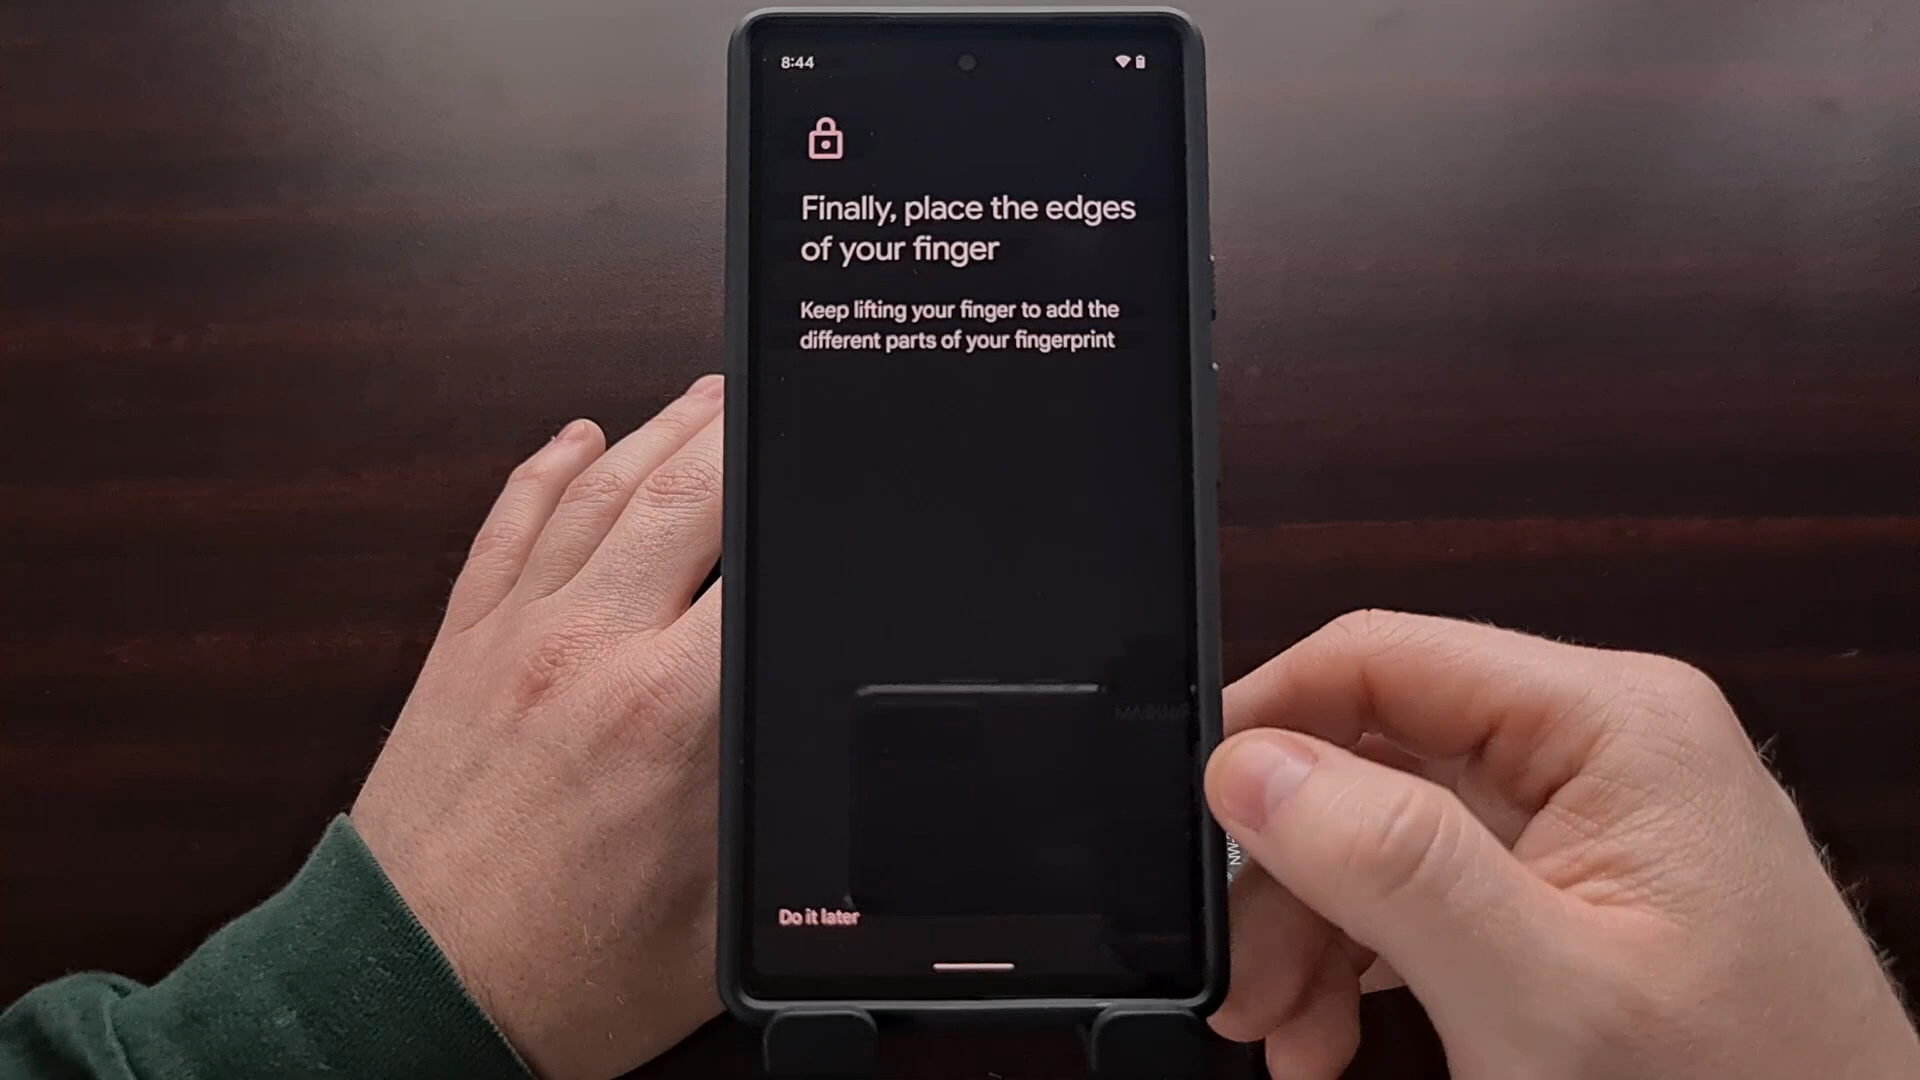 8:44
Finally, place the edges
of your finger
Keep lifting your finger to add the
different parts of your fingerprint
NW-
Do it later